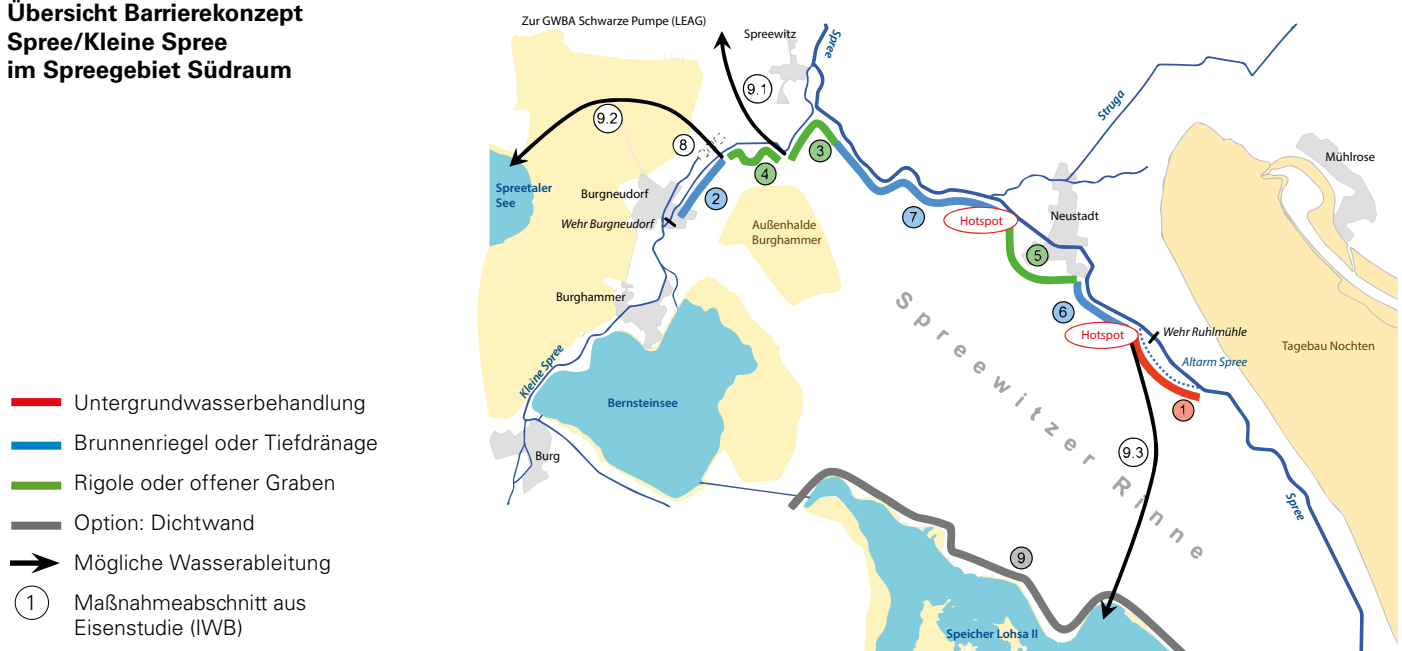 Übersicht Barrierekonzept
Spree/Kleine Spree
im Spreegebiet Südraum
Zur GWBA Schwarze Pumpe (LEAG)
Spreewitz
Spree
9.1
9.2
8
3
4
Struga
Mühlrose
Spreetaler
See
Burgneudorf
2
Wehr Burgneudorf
Außenhalde
Burghammer
7
Hotspot
Neustadt
5
Burghammer
6
Hotspot
Wehr Ruhlmühle
Altarm Spree
Tagebau Nochten
Kleine Spree
Bernsteinsee
1
Spreewitzer Rinne
9.3
Burg
Spree
9
Speicher Lohsa II
Untergrundwasserbehandlung
Brunnenriegel oder Tiefdränage
Rigole oder offener Graben
Option: Dichtwand
Mögliche Wasserableitung
1
Maßnahmeabschnitt aus
Eisenstudie (IWB)